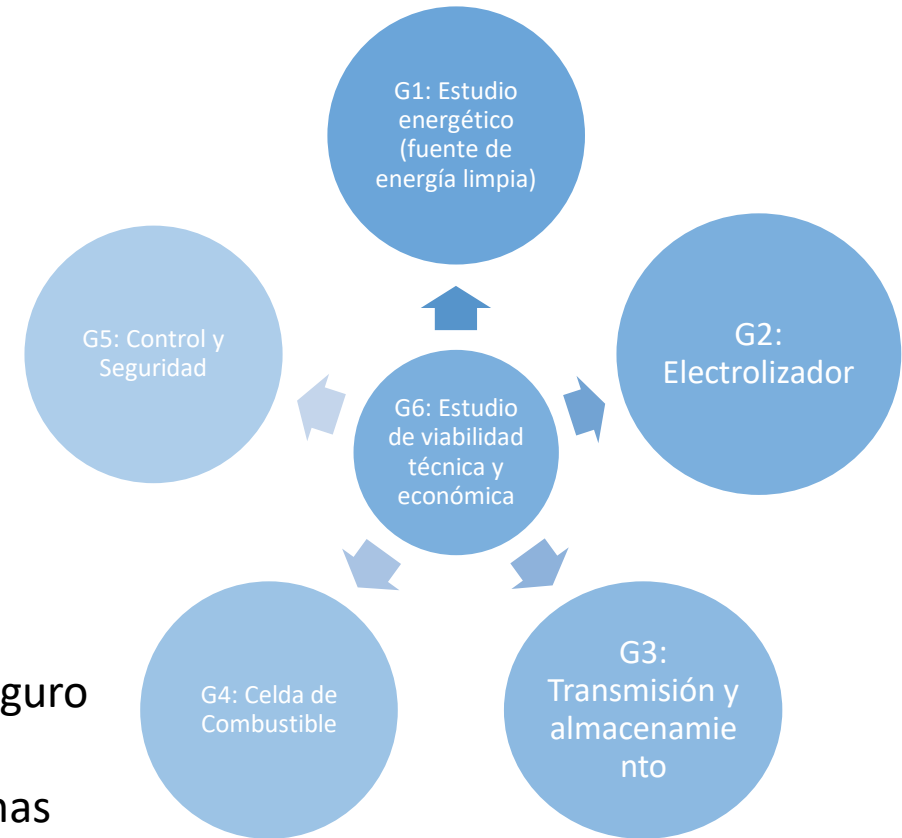 G1: Estudio
energético
(fuente de
energía limpia)
G2:
Electrolizador
G5: Control y
Seguridad
G6: Estudio
de viabilidad
técnica y
económica
G3:
Transmisión y
almacenamie
nto
G4: Celda de
Combustible
guro
nas